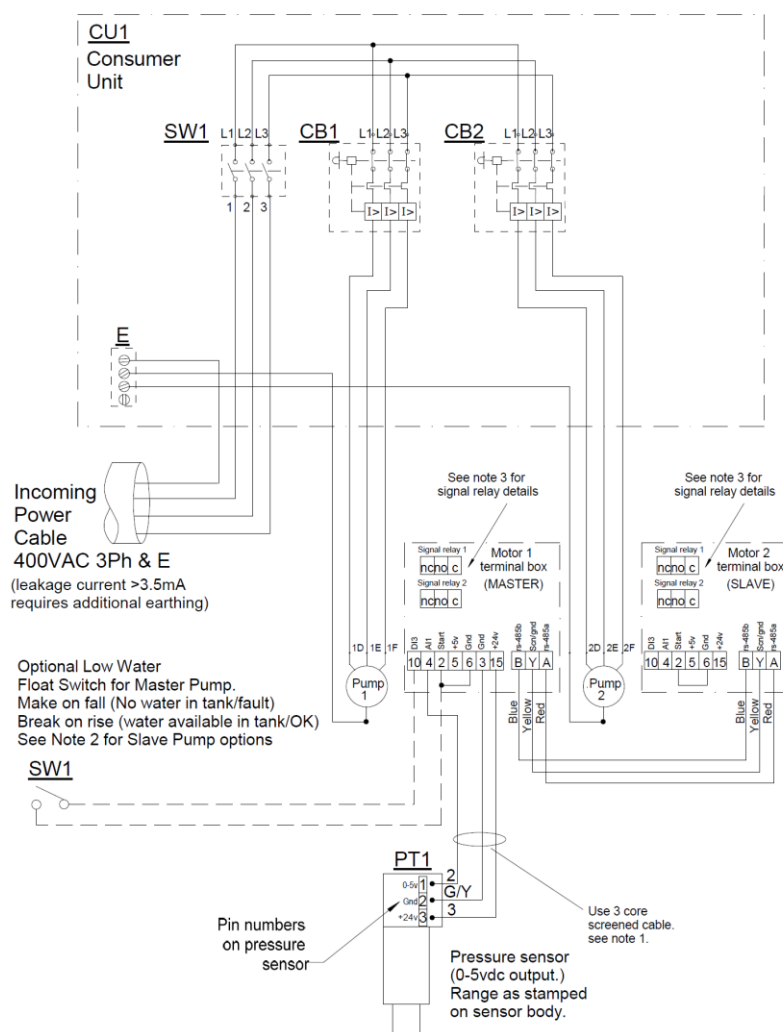 CU1
Consumer
Unit
SW1 L1 L2 L3
CB1 L1 L2 L3
CB2 L1 L2 L3
1 2 3
I> I> I>
I> I> I>
E
Incoming
Power
Cable
400VAC 3Ph & E
(leakage current >3.5mA
requires additional earthing)
See note 3 for
signal relay details
See note 3 for
signal relay details
Signal relay 1
nc no c
Signal relay 2
nc no c
Motor 1
terminal box
(MASTER)
Signal relay 1
nc no c
Signal relay 2
nc no c
Motor 2
terminal box
(SLAVE)
1D 1E 1F
Pump
1
DI3 AI1 Start +5v Gnd Gnd +24v
10 4 2 5 6 3 15
rs-485b Scn/gnd rs-485a
B Y A
Blue
Yellow
Red
2D 2E 2F
Pump
2
DI3 AI1 Start +5v Gnd +24v
10 4 2 5 6 15
rs-485b Scn/gnd rs-485a
B Y A
Blue
Yellow
Red
Optional Low Water
Float Switch for Master Pump.
Make on fall (No water in tank/fault)
Break on rise (water available in tank/OK)
See Note 2 for Slave Pump options
SW1
PT1
0-5v 1 2
Gnd 2 G/Y
+24v 3 3
Pin numbers
on pressure
sensor
Use 3 core
screened cable.
see note 1.
Pressure sensor
(0-5vdc output.)
Range as stamped
on sensor body.